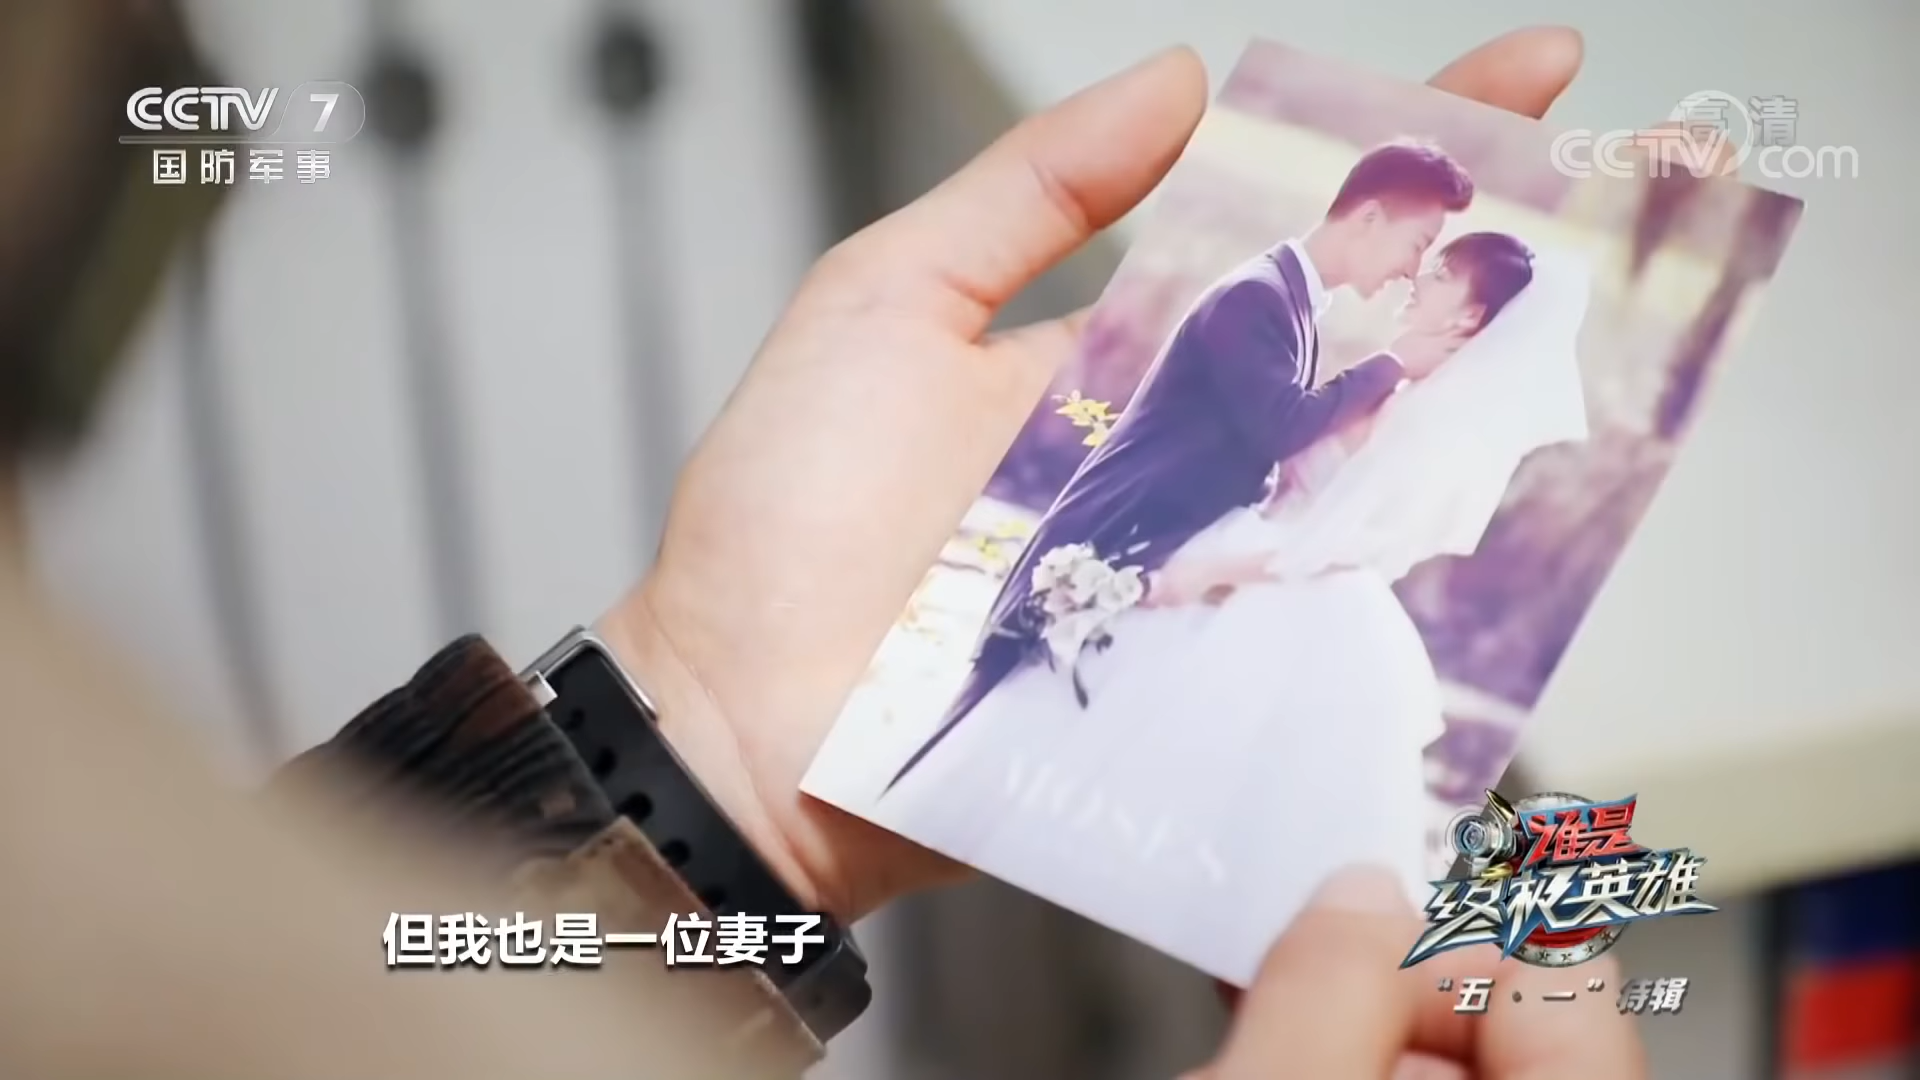 CCTV 7
国防军事
高清
CCTV com
但我也是一位妻子
谁是
终极英雄
“五·一”特辑